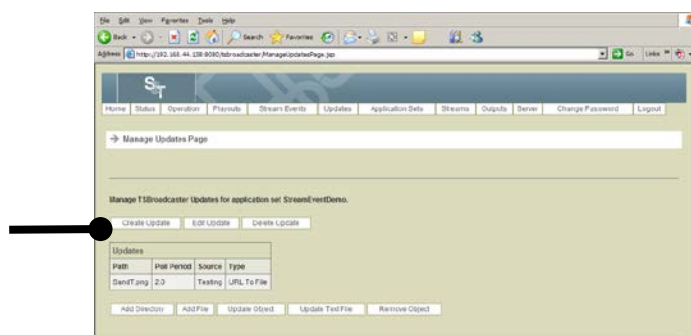 File Edit View Favorites Tools Help
Back Search Favorites
Address http://192.168.44.138:8080/tsbroadcaster/ManageUpdatesPage.jsp Go Links
S T
Home Status Operation Playouts Stream Events Updates Application Sets Streams Outputs Server Change Password Logout
Manage Updates Page
Manage TSBroadcaster Updates for application set StreamEventDemo.
Create Update Edit Update Delete Update
Updates
Path Poll Period Source Type
SandT.png 2.0 Testing URL To File
Add Directory Add File Update Object Update Text File Remove Object